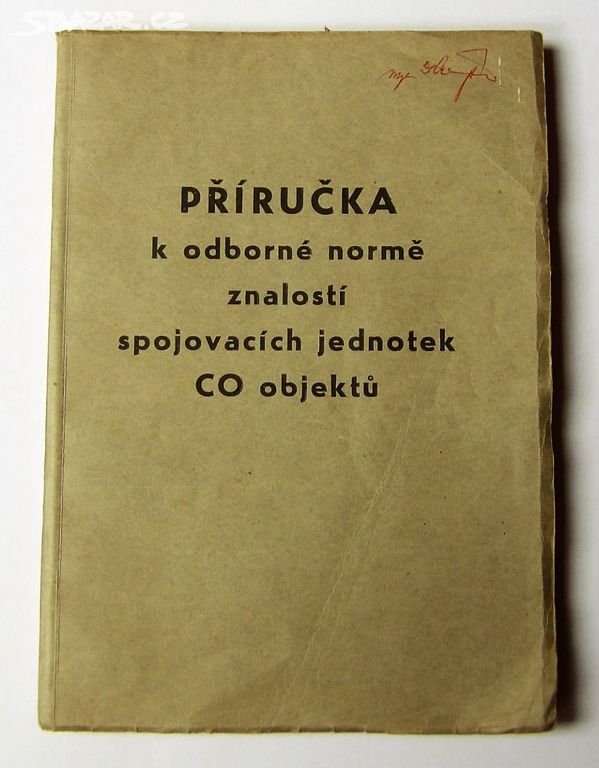 SBAZAR.CZ
PŘÍRUČKA
k odborné normě
znalostí
spojovacích jednotek
CO objektů